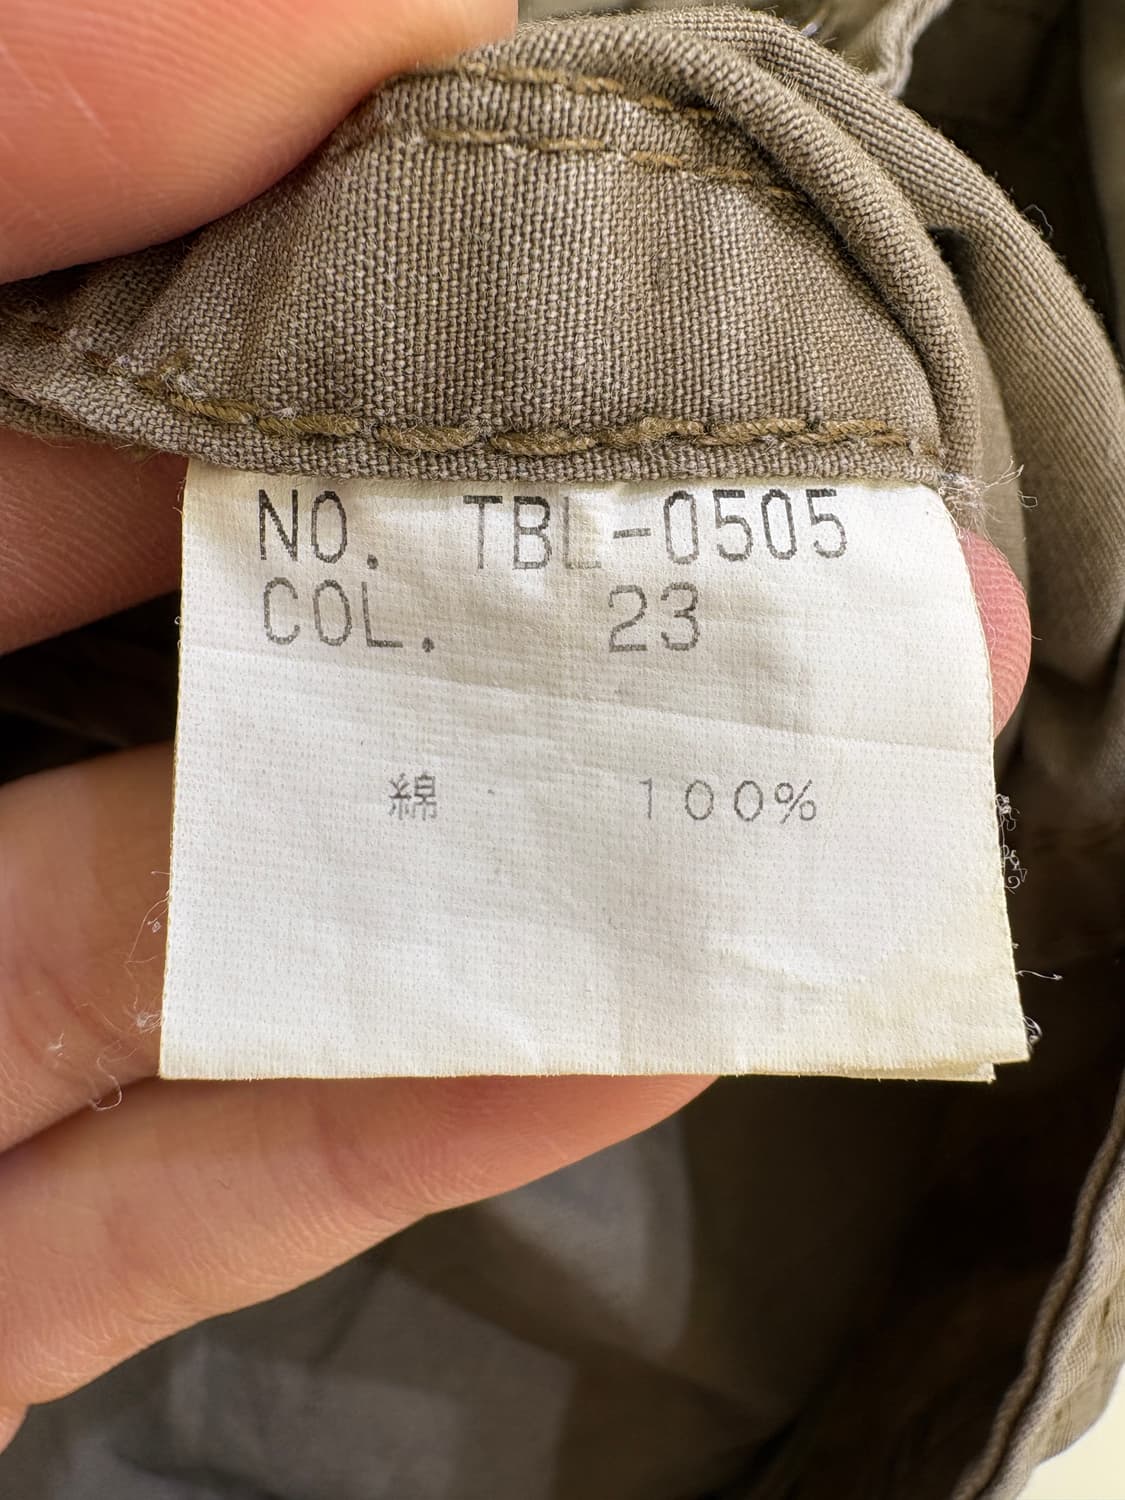 NO. TBL-0505
COL. 23
綿 100%